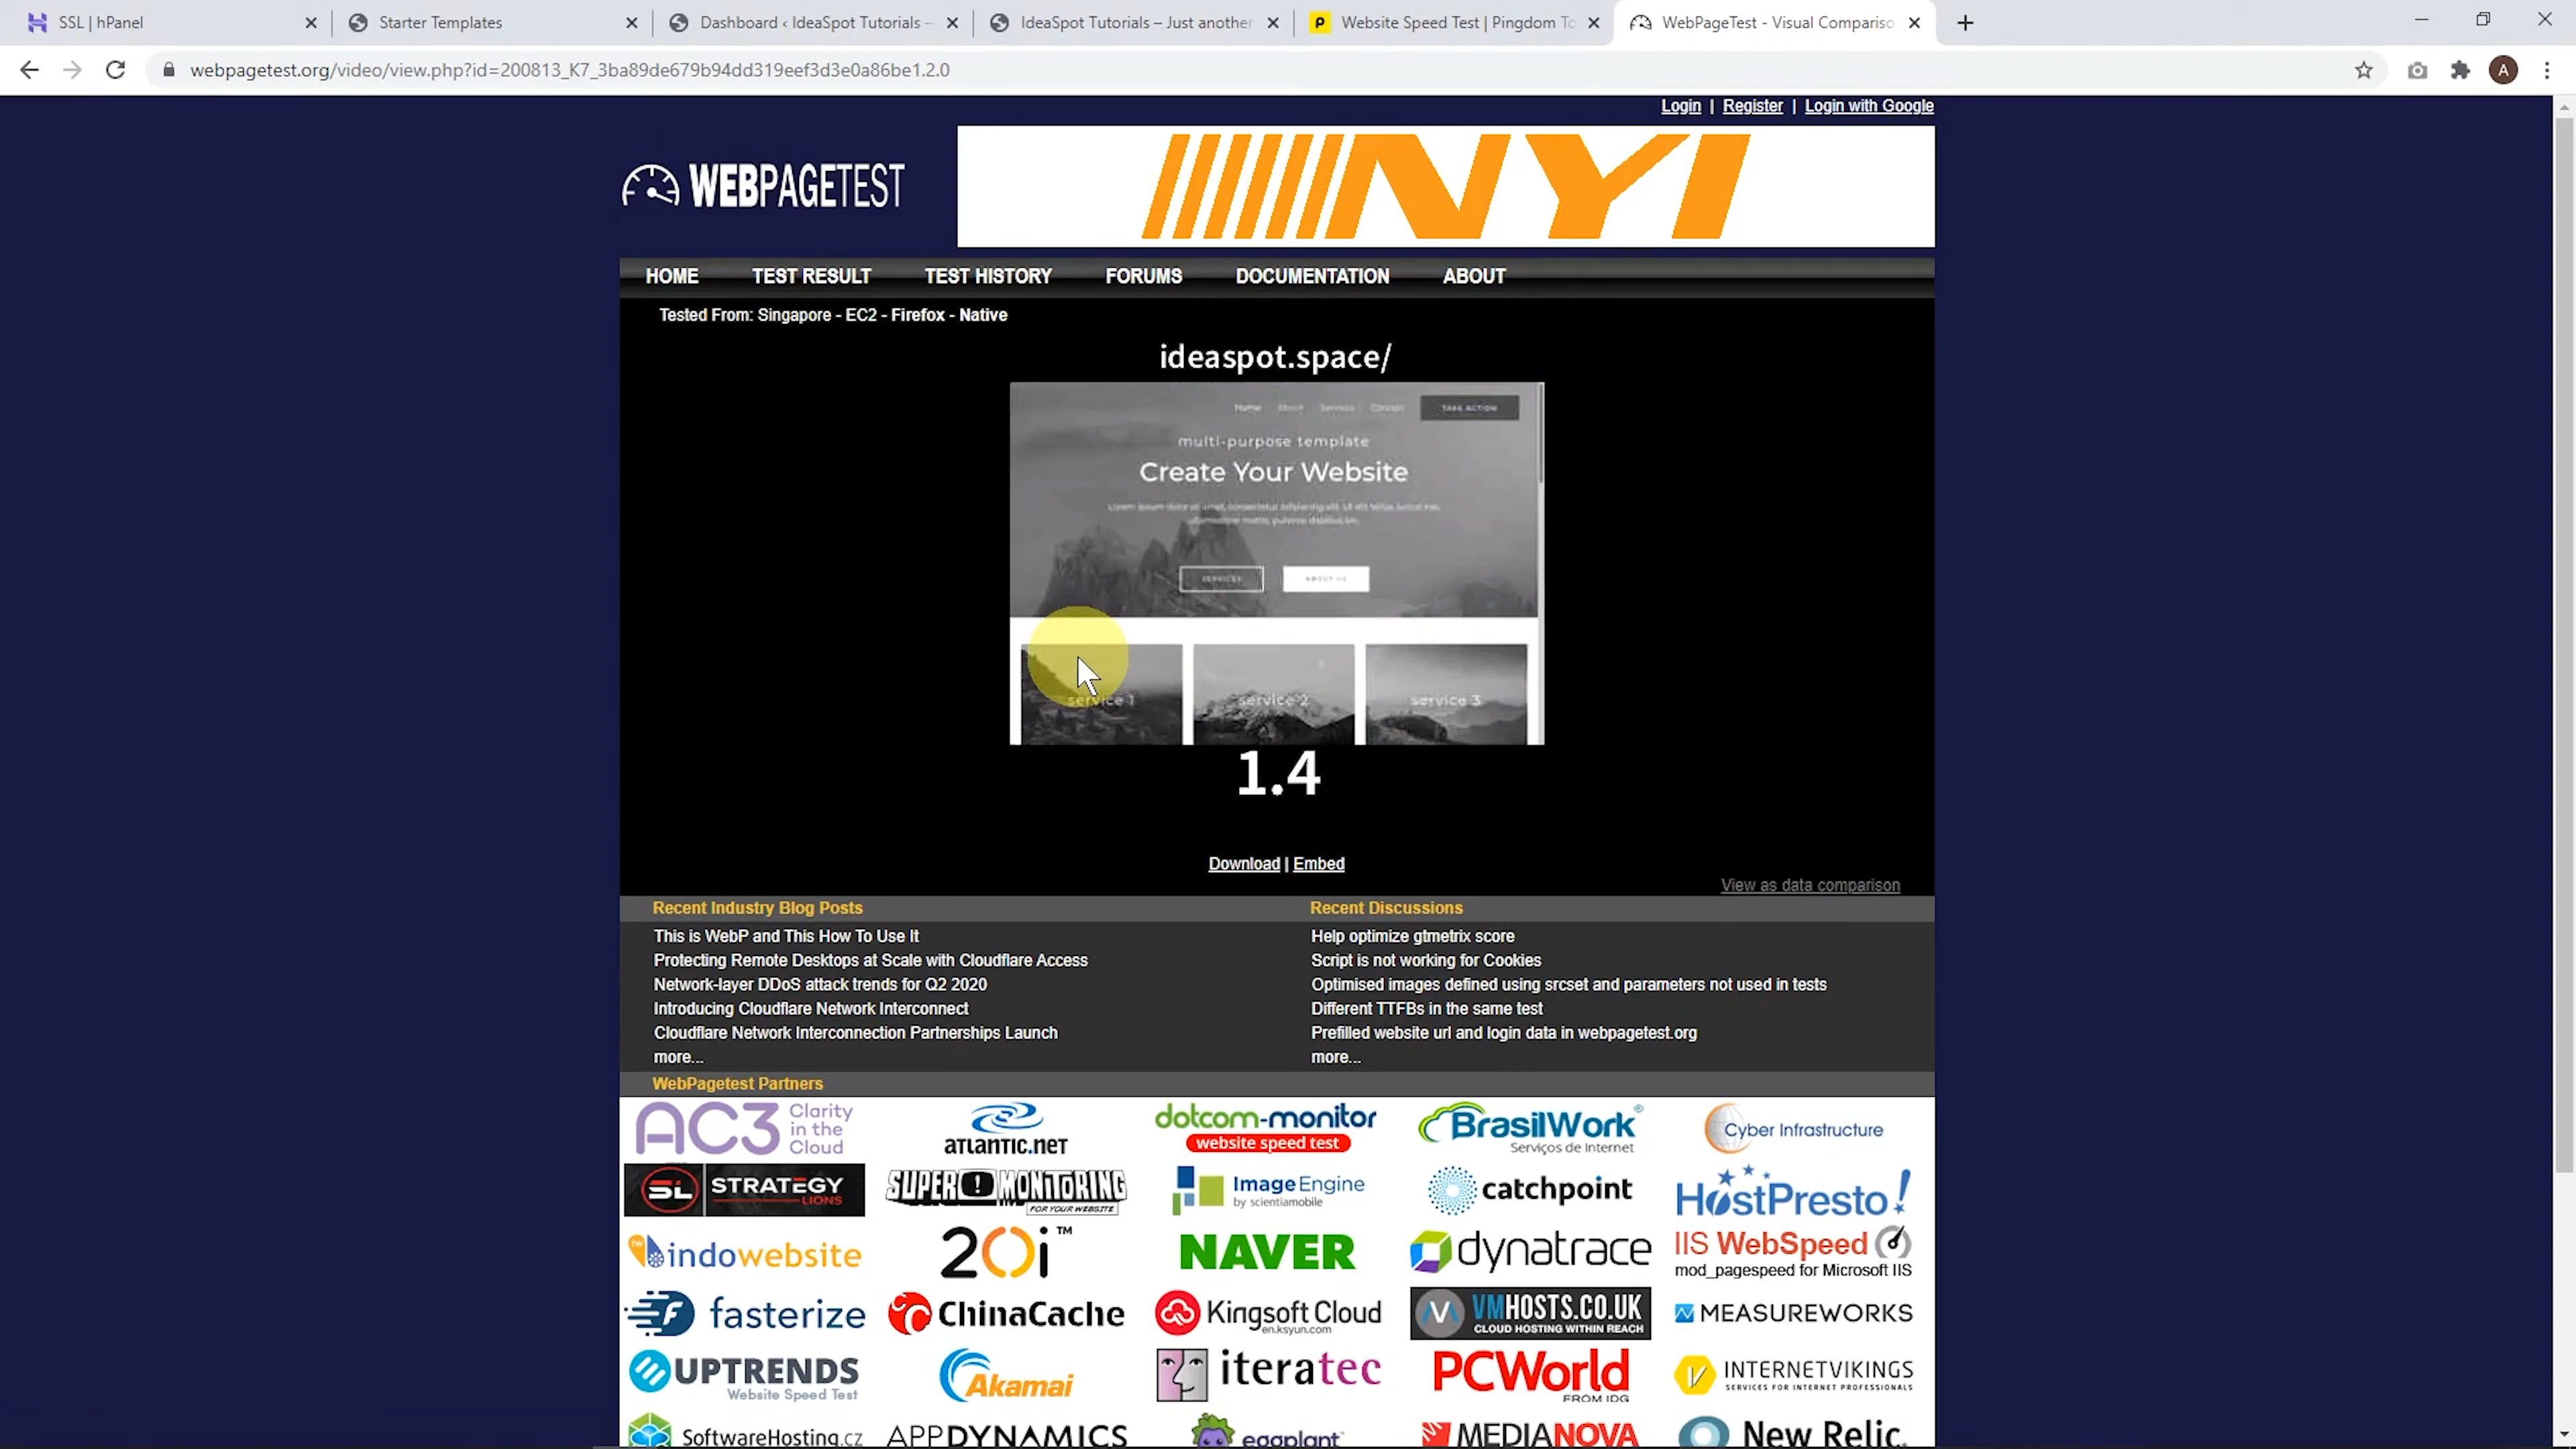 SSL | hPanel
Starter Templates
Dashboard ‹ IdeaSpot Tutorials –
IdeaSpot Tutorials – Just another
Website Speed Test | Pingdom To
WebPageTest - Visual Compariso
webpagetest.org/video/view.php?id=200813_K7_3ba89de679b94dd319eef3d3e0a86be1.2.0
A
Login | Register | Login with Google
WEBPAGETEST
NYI
HOME TEST RESULT TEST HISTORY FORUMS DOCUMENTATION ABOUT
Tested From: Singapore - EC2 - Firefox - Native
ideaspot.space/
Home About Services Contact TAKE ACTION
multi-purpose template
Create Your Website
SERVICES ABOUT US
service 1 service 2 service 3
1.4
Download | Embed
View as data comparison
Recent Industry Blog Posts
This is WebP and This How To Use It
Protecting Remote Desktops at Scale with Cloudflare Access
Network-layer DDoS attack trends for Q2 2020
Introducing Cloudflare Network Interconnect
Cloudflare Network Interconnection Partnerships Launch
more...
Recent Discussions
Help optimize gtmetrix score
Script is not working for Cookies
Optimised images defined using srcset and parameters not used in tests
Different TTFBs in the same test
Prefilled website url and login data in webpagetest.org
more...
WebPagetest Partners
AC3 Clarity in the Cloud
ATLANTIC.NET
dotcom-monitor
website speed test
BrasilWork®
Serviços de Internet
Cyber Infrastructure
SL STRATEGY LIONS
SUPER ! MONITORING
FOR YOUR WEBSITE
ImageEngine
by scientiamobile
catchpoint
HostPresto!
indowebsite
20i™
NAVER
dynatrace
IIS WebSpeed
mod_pagespeed for Microsoft IIS
fasterize
ChinaCache
Kingsoft Cloud
en.ksyun.com
VMHOSTS.CO.UK
CLOUD HOSTING WITHIN REACH
MEASUREWORKS
UPTRENDS
Website Speed Test
Akamai
iteratec
PCWorld
FROM IDG
INTERNETVIKINGS
SERVICES FOR INTERNET PROFESSIONALS
SoftwareHosting.cz
APPDYNAMICS
eggplant
MEDIANOVA
New Relic.